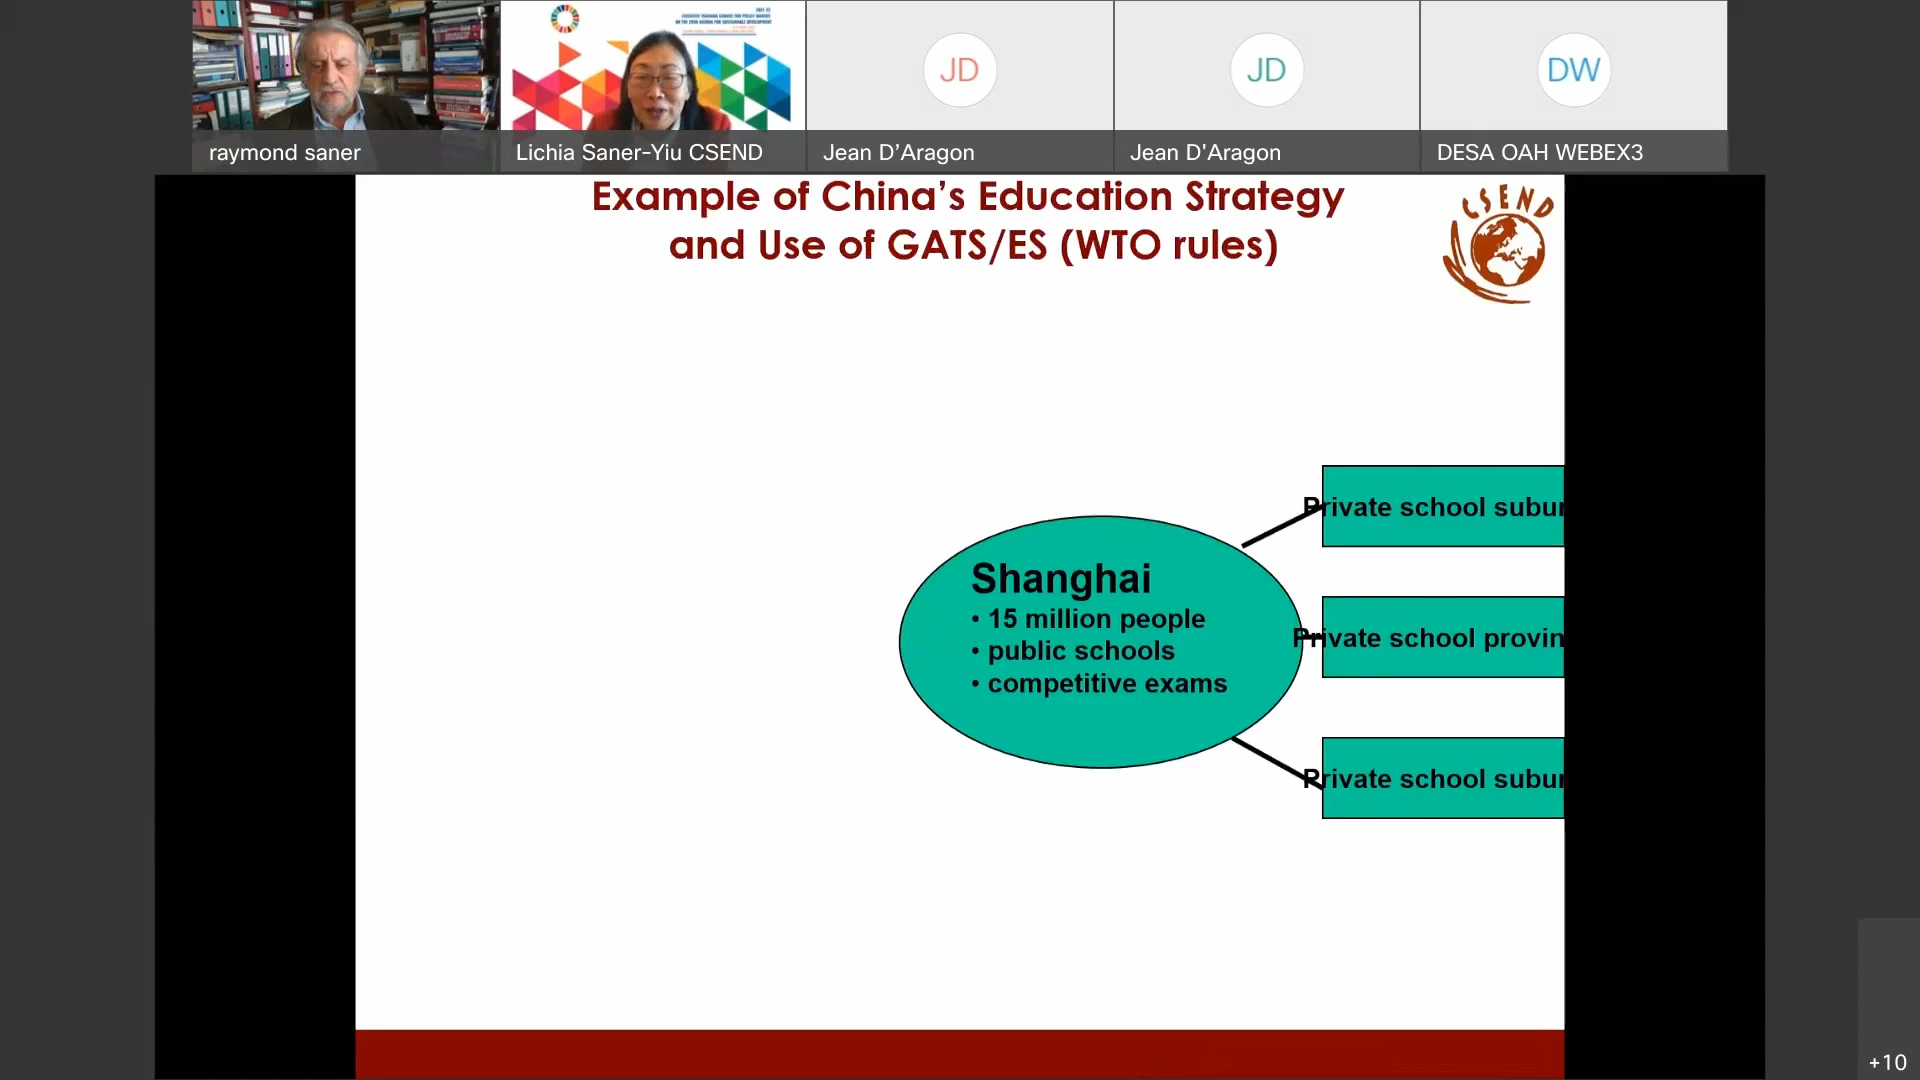 raymond saner
Lichia Saner-Yiu CSEND
JD
Jean D’Aragon
JD
Jean D'Aragon
DW
DESA OAH WEBEX3
Example of China’s Education Strategy
and Use of GATS/ES (WTO rules)
CSEND
Private school subur
Shanghai
• 15 million people
• public schools
• competitive exams
Private school provin
Private school subur
+10